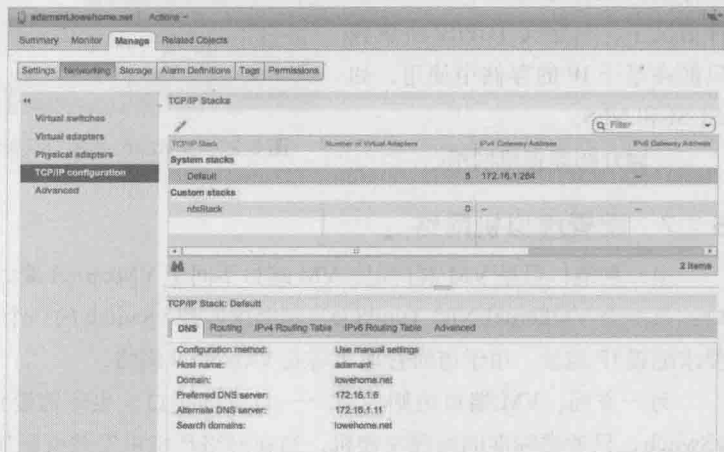 adamant.lowehome.net Actions
Summary Monitor Manage Related Objects
Settings Networking Storage Alarm Definitions Tags Permissions
Virtual switches
Virtual adapters
Physical adapters
TCP/IP configuration
Advanced
TCP/IP Stacks
Filter
TCP/IP Stack Number of Virtual Adapters IPv4 Gateway Address IPv6 Gateway Address
System stacks
Default 5 172.16.1.254 --
Custom stacks
nfsStack 0 -- --
2 items
TCP/IP Stack: Default
DNS Routing IPv4 Routing Table IPv6 Routing Table Advanced
Configuration method: Use manual settings
Host name: adamant
Domain: lowehome.net
Preferred DNS server: 172.16.1.6
Alternate DNS server: 172.16.1.11
Search domains: lowehome.net